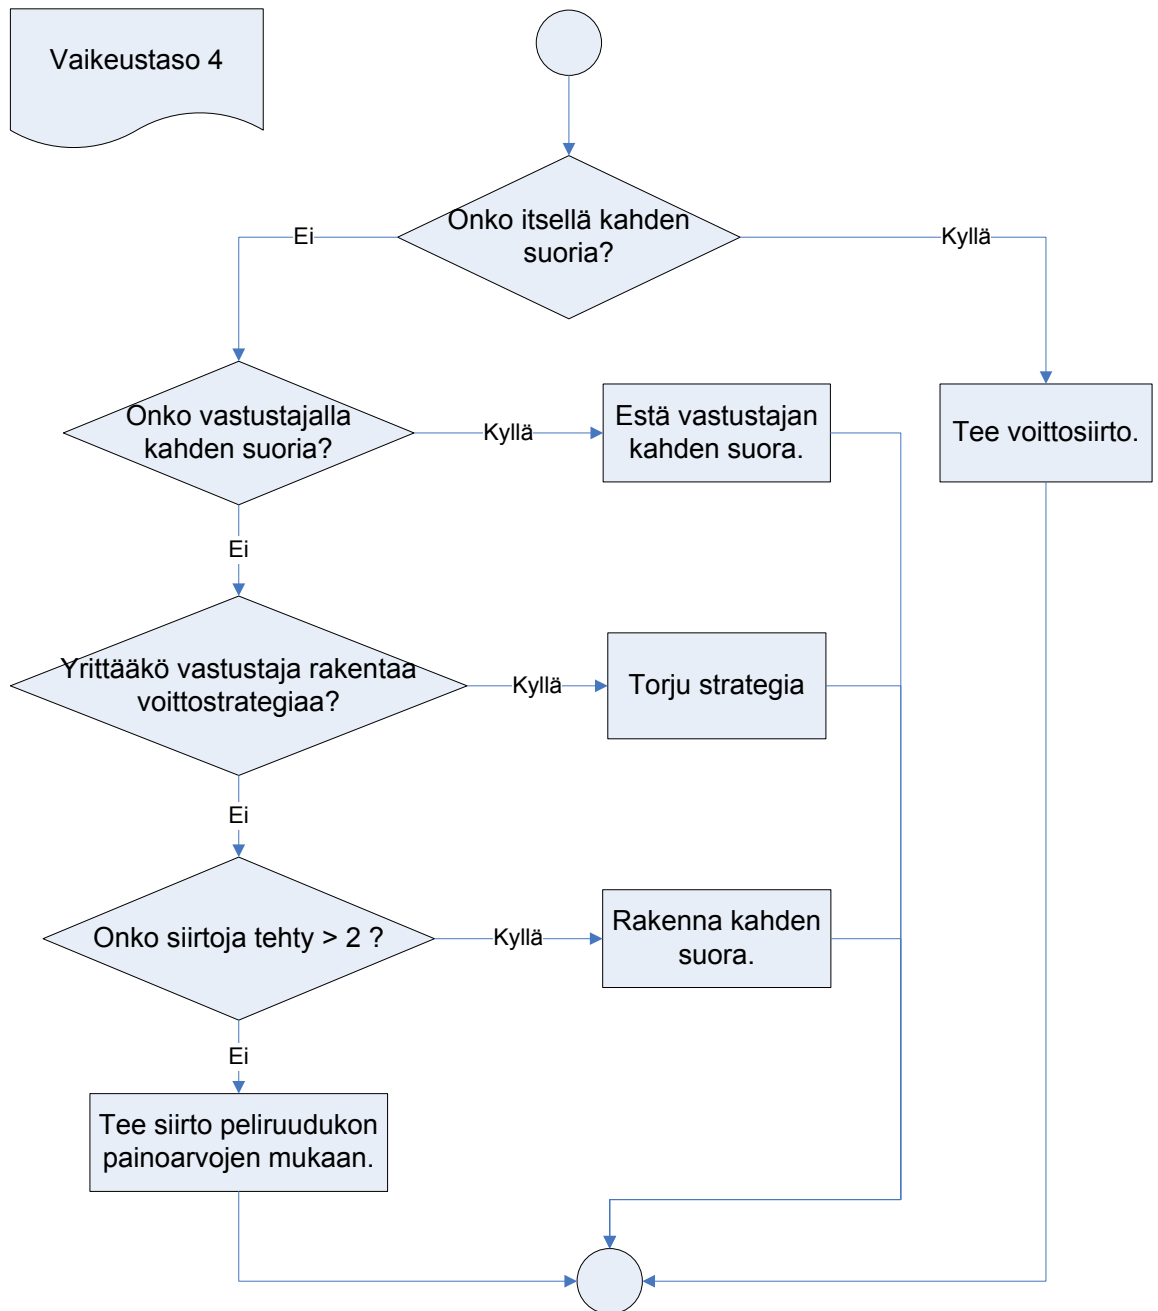 Vaikeustaso 4
Onko itsellä kahden
suoria?
Ei
Kyllä
Onko vastustajalla
kahden suoria?
Kyllä
Estä vastustajan
kahden suora.
Tee voittosiirto.
Ei
Yrittääkö vastustaja rakentaa
voittostrategiaa?
Kyllä
Torju strategia
Ei
Onko siirtoja tehty > 2 ?
Kyllä
Rakenna kahden
suora.
Ei
Tee siirto peliruudukon
painoarvojen mukaan.